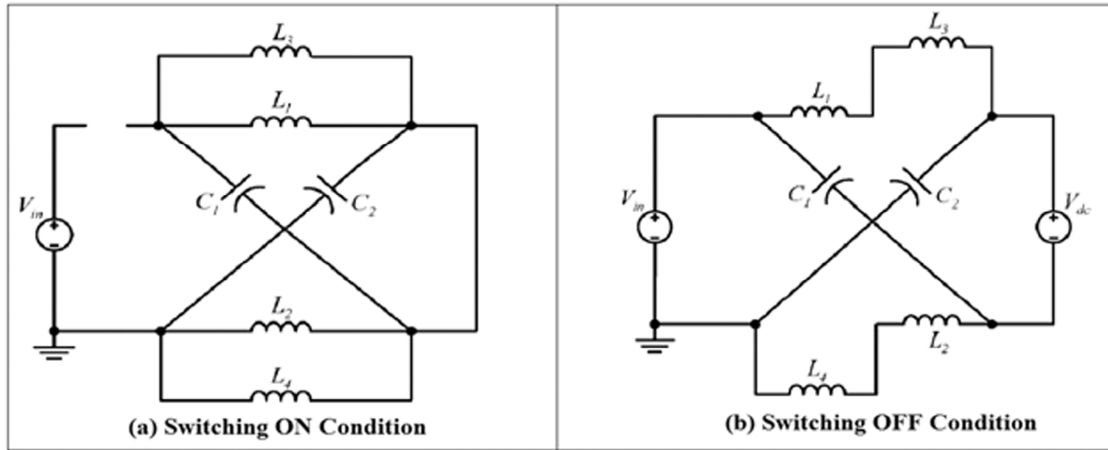 L3
L1
Vin
C1
C2
L2
L4
(a) Switching ON Condition
L3
L1
Vin
C1
C2
Vdc
L2
L4
(b) Switching OFF Condition